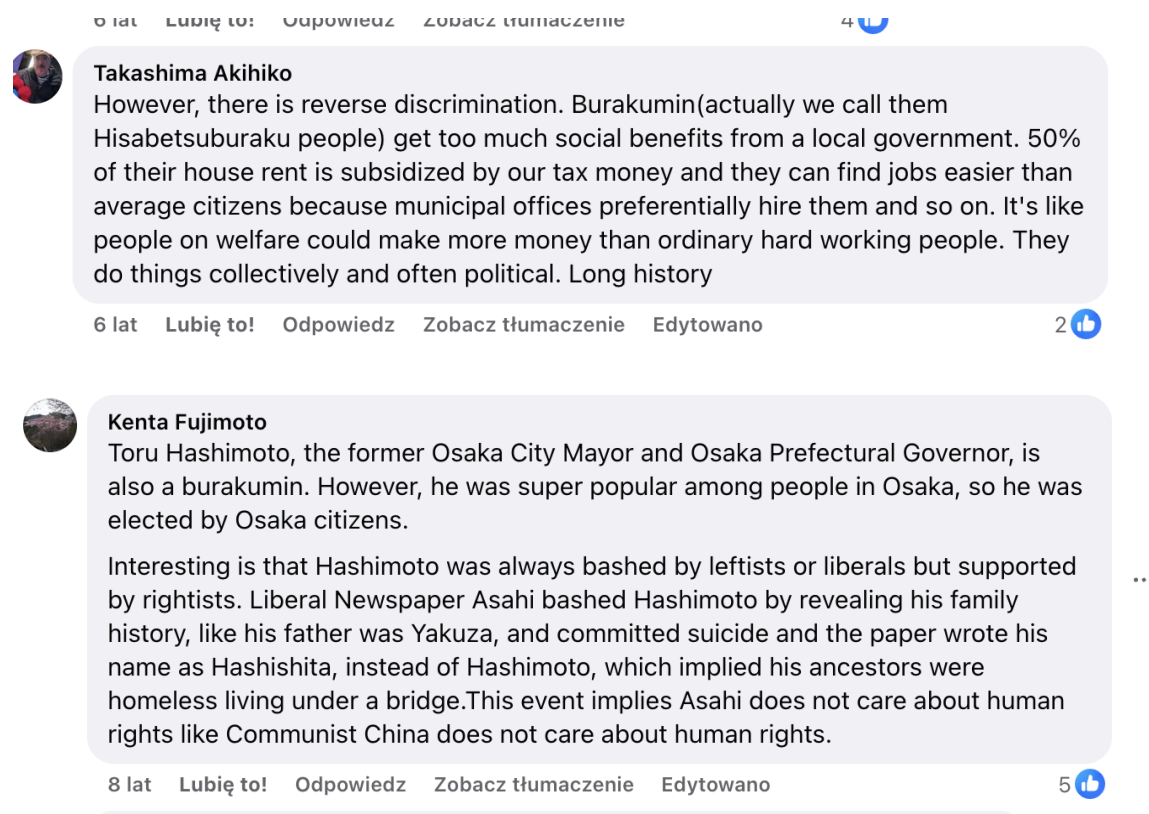 6 lat Lubię to! Odpowiedz Zobacz tłumaczenie 4
Takashima Akihiko
However, there is reverse discrimination. Burakumin(actually we call them
Hisabetsuburaku people) get too much social benefits from a local government. 50%
of their house rent is subsidized by our tax money and they can find jobs easier than
average citizens because municipal offices preferentially hire them and so on. It's like
people on welfare could make more money than ordinary hard working people. They
do things collectively and often political. Long history
6 lat Lubię to! Odpowiedz Zobacz tłumaczenie Edytowano 2
Kenta Fujimoto
Toru Hashimoto, the former Osaka City Mayor and Osaka Prefectural Governor, is
also a burakumin. However, he was super popular among people in Osaka, so he was
elected by Osaka citizens.
Interesting is that Hashimoto was always bashed by leftists or liberals but supported
by rightists. Liberal Newspaper Asahi bashed Hashimoto by revealing his family
history, like his father was Yakuza, and committed suicide and the paper wrote his
name as Hashishita, instead of Hashimoto, which implied his ancestors were
homeless living under a bridge.This event implies Asahi does not care about human
rights like Communist China does not care about human rights.
8 lat Lubię to! Odpowiedz Zobacz tłumaczenie Edytowano 5